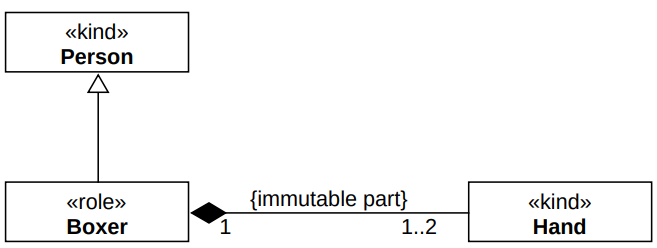 «kind»
Person
«role»
Boxer
{immutable part}
1
1..2
«kind»
Hand